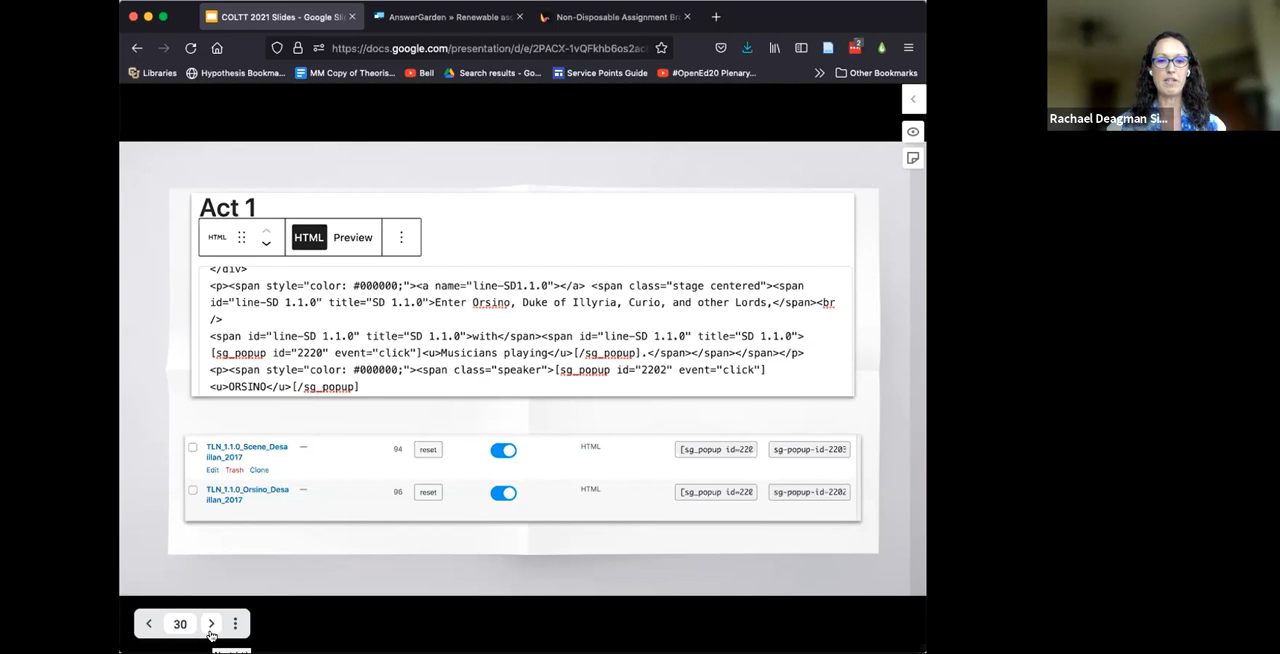 COLTT 2021 Slides - Google Sli
AnswerGarden » Renewable as
Non-Disposable Assignment Br
https://docs.google.com/presentation/d/e/2PACX-1vQFkhb6os2ac
2
Libraries
Hypothesis Bookma...
MM Copy of Theoris...
Bell
Search results - Go...
Service Points Guide
#OpenEd20 Plenary...
Other Bookmarks
Rachael Deagman Si...
Act 1
HTML
HTML
Preview
</div>
<p><span style="color: #000000;"><a name="line-SD1.1.0"></a> <span class="stage centered"><span
id="line-SD 1.1.0" title="SD 1.1.0">Enter Orsino, Duke of Illyria, Curio, and other Lords,</span><br
/>
<span id="line-SD 1.1.0" title="SD 1.1.0">with</span><span id="line-SD 1.1.0" title="SD 1.1.0">
[sg_popup id="2220" event="click"]<u>Musicians playing</u>[/sg_popup].</span></span></span></p>
<p><span style="color: #000000;"><span class="speaker">[sg_popup id="2202" event="click"]
<u>ORSINO</u>[/sg_popup]
TLN_1.1.0_Scene_Desa
illan_2017
—
94
reset
HTML
[sg_popup id=220
sg-popup-id-2203
Edit
Trash
Clone
TLN_1.1.0_Orsino_Desa
illan_2017
—
96
reset
HTML
[sg_popup id=220
sg-popup-id-2202
30